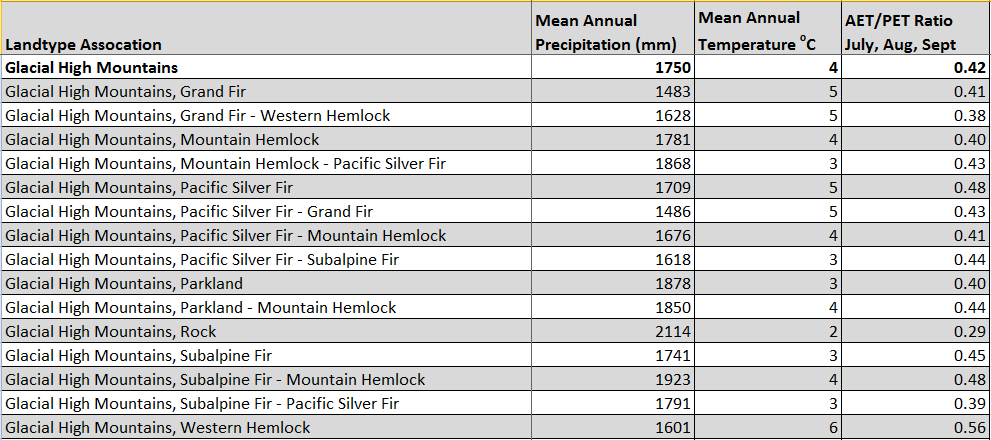 Landtype Assocation Mean Annual Precipitation (mm) Mean Annual Temperature °C AET/PET Ratio July, Aug, Sept
Glacial High Mountains 1750 4 0.42
Glacial High Mountains, Grand Fir 1483 5 0.41
Glacial High Mountains, Grand Fir - Western Hemlock 1628 5 0.38
Glacial High Mountains, Mountain Hemlock 1781 4 0.40
Glacial High Mountains, Mountain Hemlock - Pacific Silver Fir 1868 3 0.43
Glacial High Mountains, Pacific Silver Fir 1709 5 0.48
Glacial High Mountains, Pacific Silver Fir - Grand Fir 1486 5 0.43
Glacial High Mountains, Pacific Silver Fir - Mountain Hemlock 1676 4 0.41
Glacial High Mountains, Pacific Silver Fir - Subalpine Fir 1618 3 0.44
Glacial High Mountains, Parkland 1878 3 0.40
Glacial High Mountains, Parkland - Mountain Hemlock 1850 4 0.44
Glacial High Mountains, Rock 2114 2 0.29
Glacial High Mountains, Subalpine Fir 1741 3 0.45
Glacial High Mountains, Subalpine Fir - Mountain Hemlock 1923 4 0.48
Glacial High Mountains, Subalpine Fir - Pacific Silver Fir 1791 3 0.39
Glacial High Mountains, Western Hemlock 1601 6 0.56